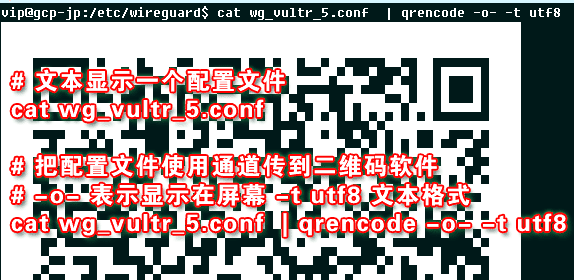 vip@gcp-jp:/etc/wireguard$ cat wg_vultr_5.conf  | qrencode -o- -t utf8
# 文本显示一个配置文件
cat wg_vultr_5.conf
# 把配置文件使用通道传到二维码软件
# -o- 表示显示在屏幕 -t utf8 文本格式
cat wg_vultr_5.conf  | qrencode -o- -t utf8